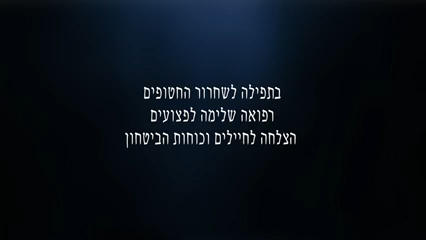 בתפילה לשחרור החטופים
רפואה שלימה לפצועים
הצלחה לחיילים וכוחות הביטחון